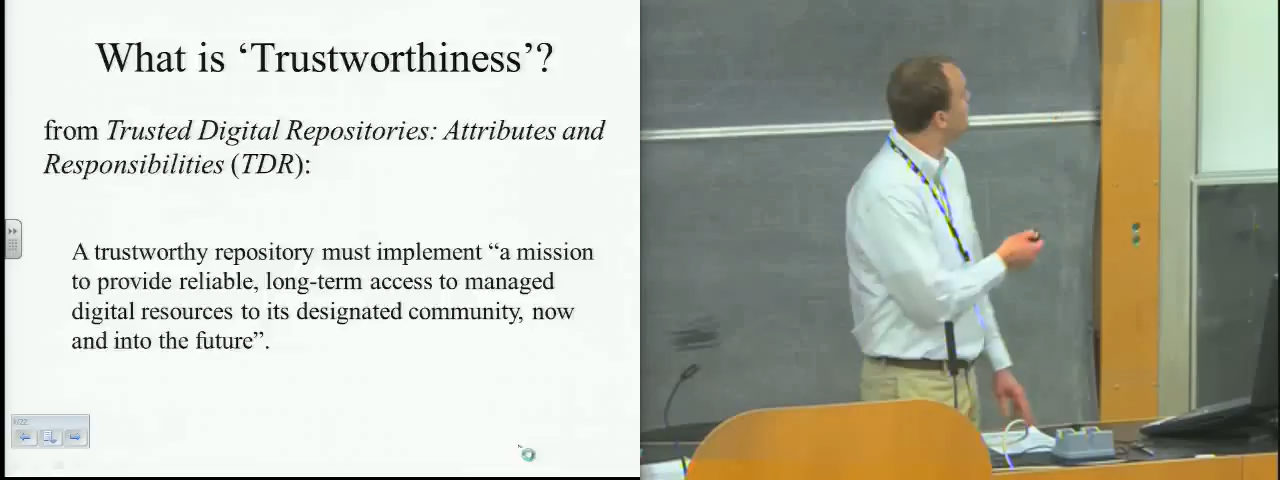 What is ‘Trustworthiness’?
from Trusted Digital Repositories: Attributes and
Responsibilities (TDR):
A trustworthy repository must implement “a mission
to provide reliable, long-term access to managed
digital resources to its designated community, now
and into the future”.